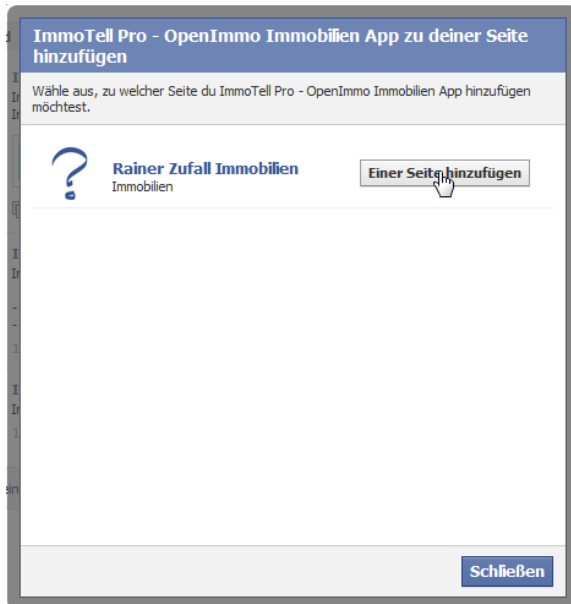 ImmoTell Pro - OpenImmo Immobilien App zu deiner Seite
hinzufügen
Wähle aus, zu welcher Seite du ImmoTell Pro - OpenImmo Immobilien App hinzufügen
möchtest.
Rainer Zufall Immobilien
Einer Seite hinzufügen
Immobilien
Schließen